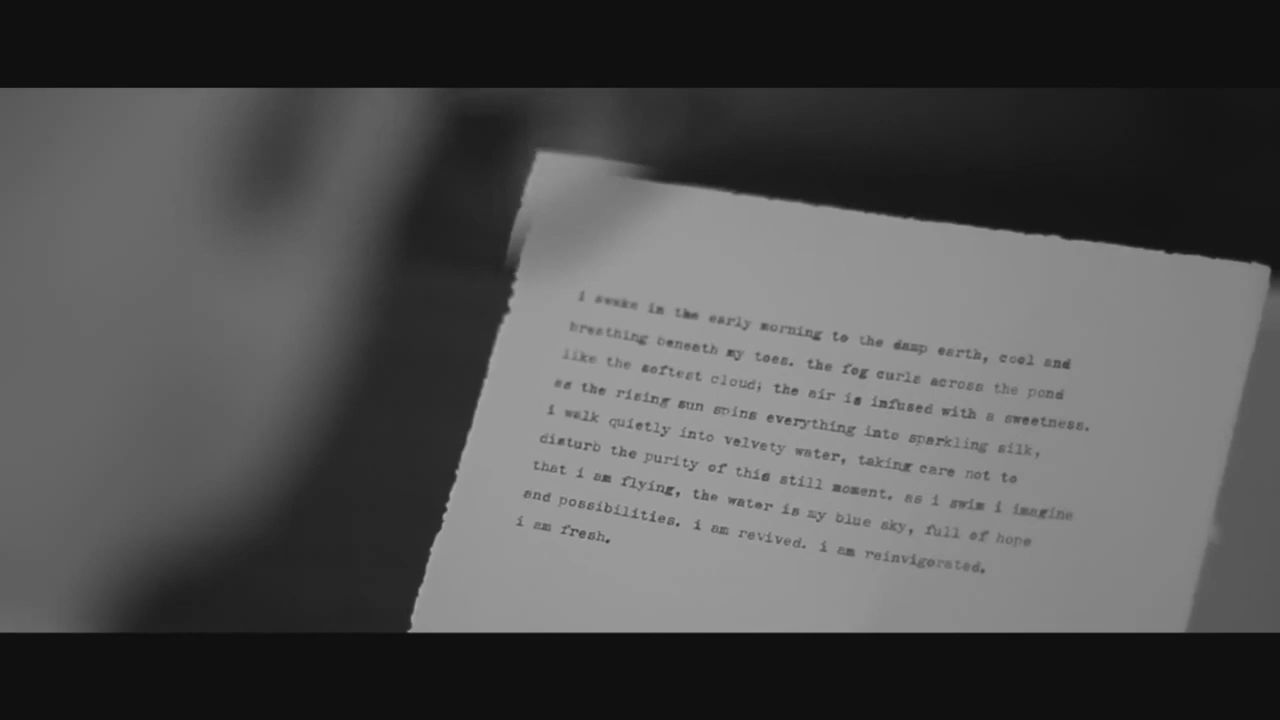 i awake in the early morning to the damp earth, cool and
breathing beneath my toes. the fog curls across the pond
like the softest cloud; the air is infused with a sweetness.
as the rising sun spins everything into sparkling silk,
i walk quietly into velvety water, taking care not to
disturb the purity of this still moment. as i swim i imagine
that i am flying, the water is my blue sky, full of hope
and possibilities. i am revived. i am reinvigorated.
i am fresh.